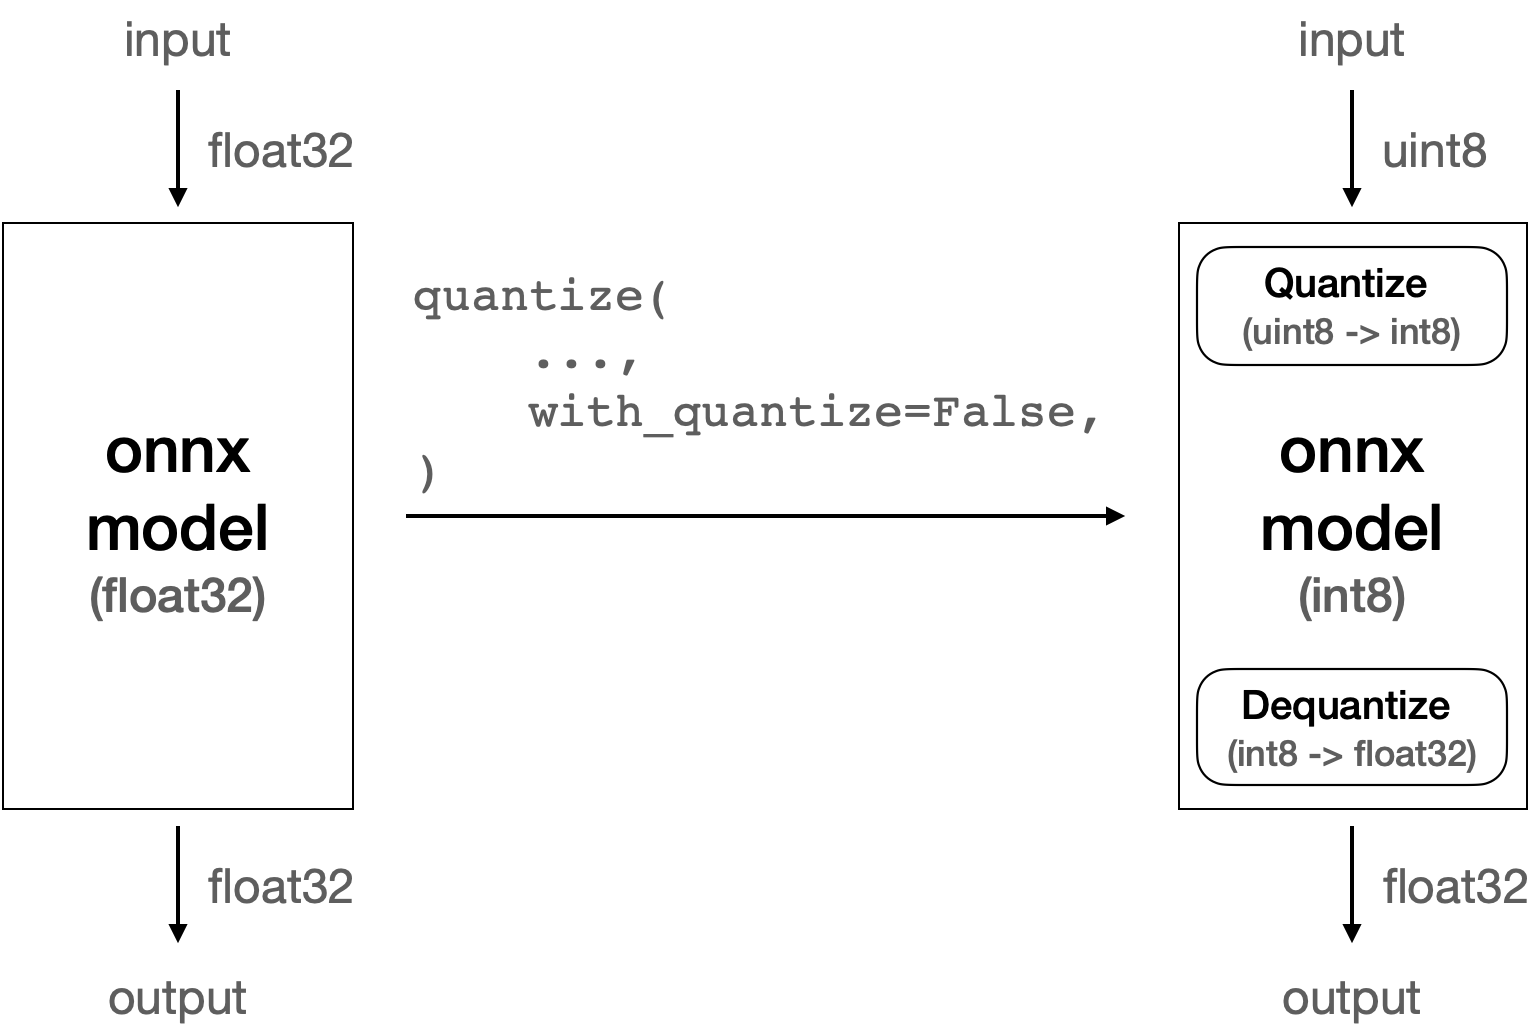 input
float32
onnx
model
(float32)
float32
output
quantize(
...,
with_quantize=False,
)
input
uint8
Quantize
(uint8 -> int8)
onnx
model
(int8)
Dequantize
(int8 -> float32)
float32
output